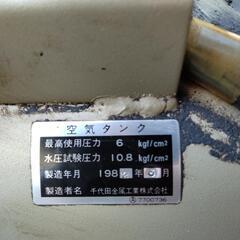 空気タンク
最高使用圧力 6 kgf/cm²
水圧試験圧力 10.8 kgf/cm²
製造年月 198 年 月
製造者名 千代田金属工業株式会社
7700736